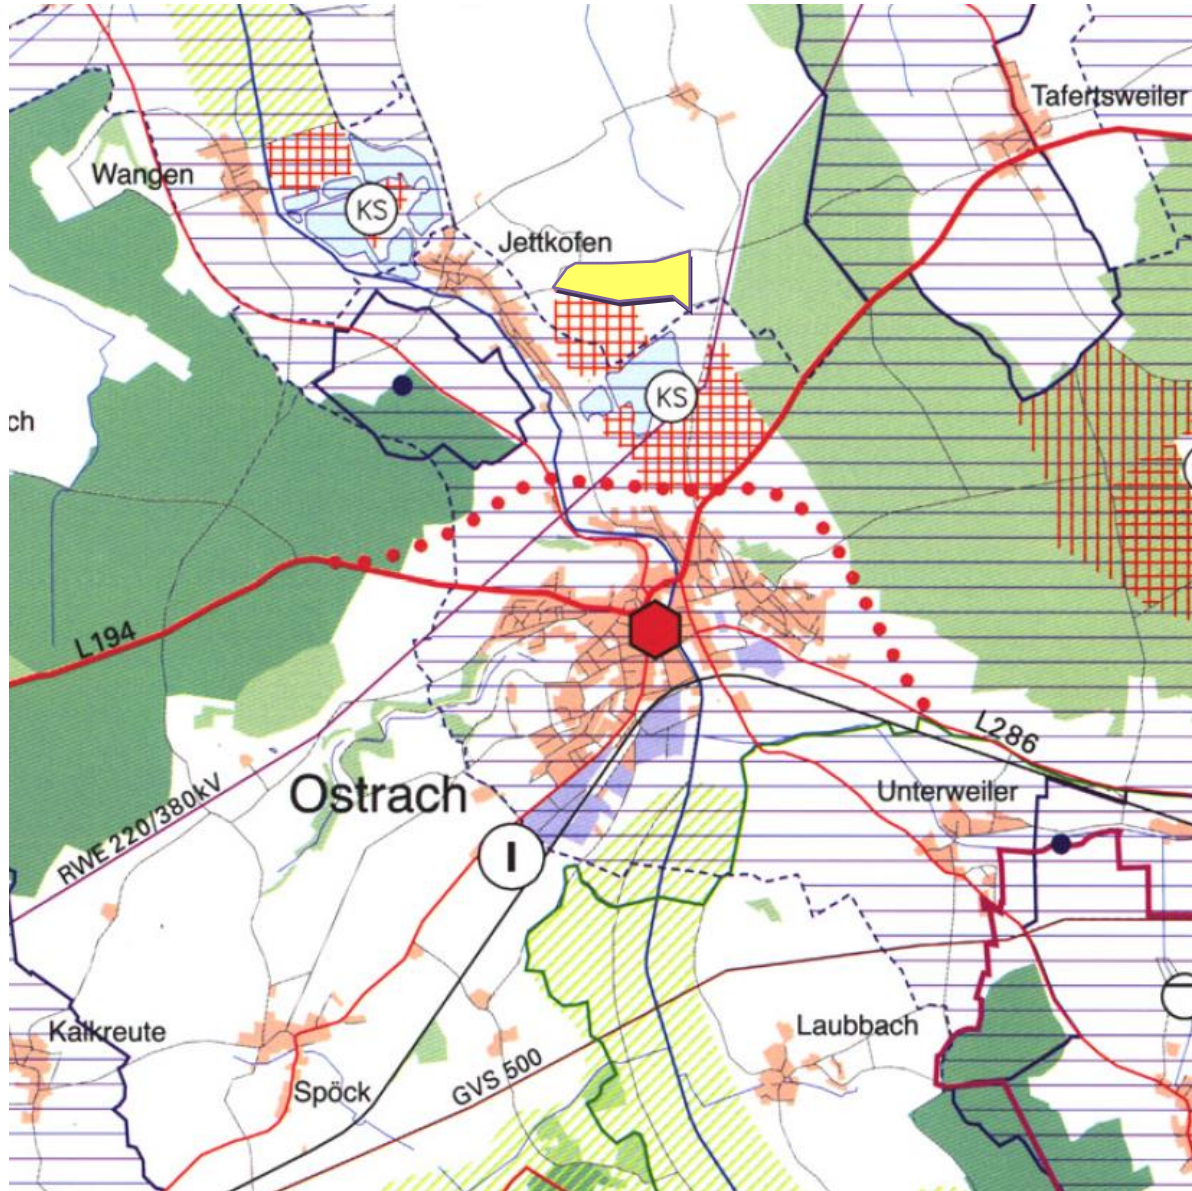 Tafertsweiler
Wangen
KS
Jettkofen
KS
ch
L194
L286
Unterweiler
Ostrach
RWE 220/380kV
I
Laubbach
Kalkreute
GVS 500
Spöck